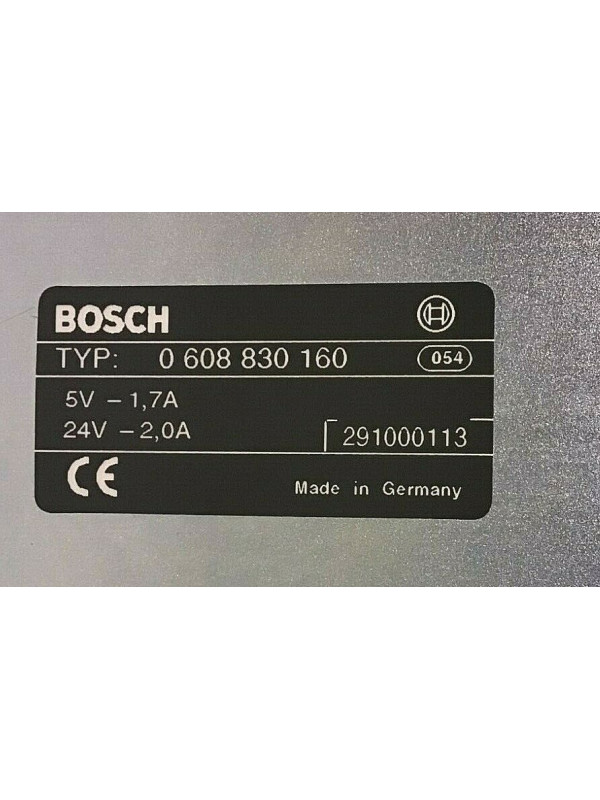 BOSCH
TYP: 0 608 830 160 054
5V – 1,7A
24V – 2,0A
291000113
CE
Made in Germany